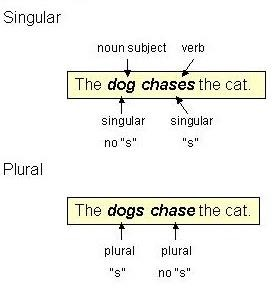 Singular
noun subject verb
The dog chases the cat.
singular singular
no "s" "s"
Plural
The dogs chase the cat.
plural plural
"s" no "s"